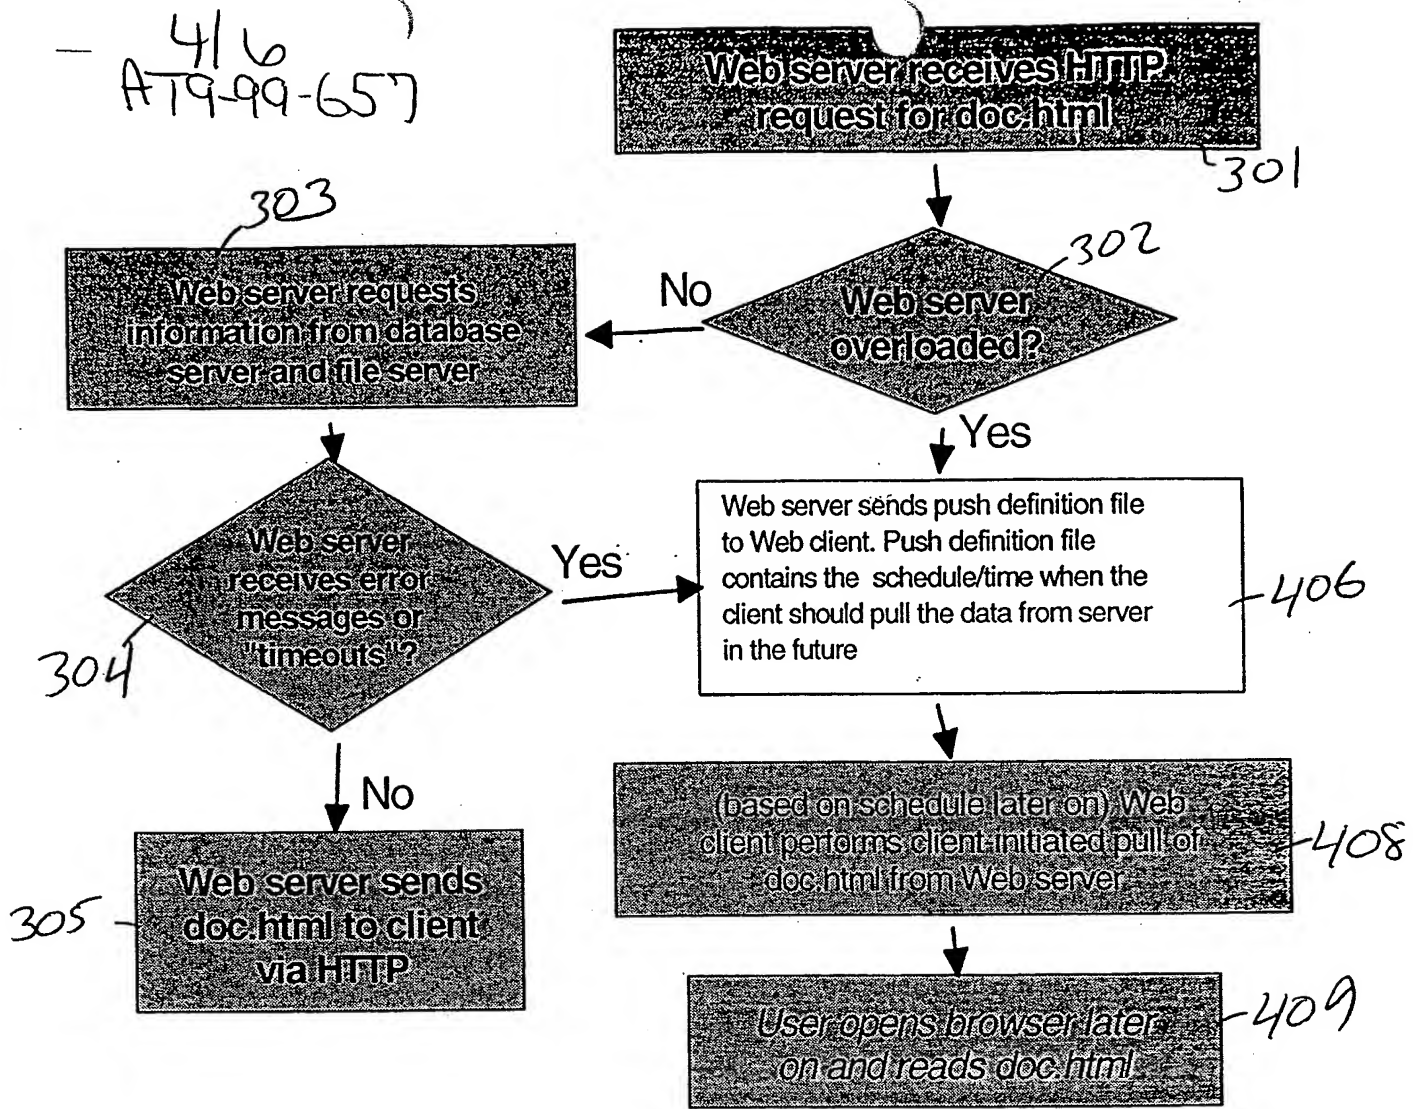 4/6
AT9-99-657
Web server receives HTTP
request for doc.html
301
302
Web server
overloaded?
No
Yes
303
Web server requests
information from database
server and file server
Web server
receives error
messages or
"timeouts"?
304
Yes
No
Web server sends push definition file
to Web client. Push definition file
contains the schedule/time when the
client should pull the data from server
in the future
406
(based on schedule later on) Web
client performs client-initiated pull of
doc.html from Web server
408
Web server sends
doc.html to client
via HTTP
305
User opens browser later
on and reads doc.html
409